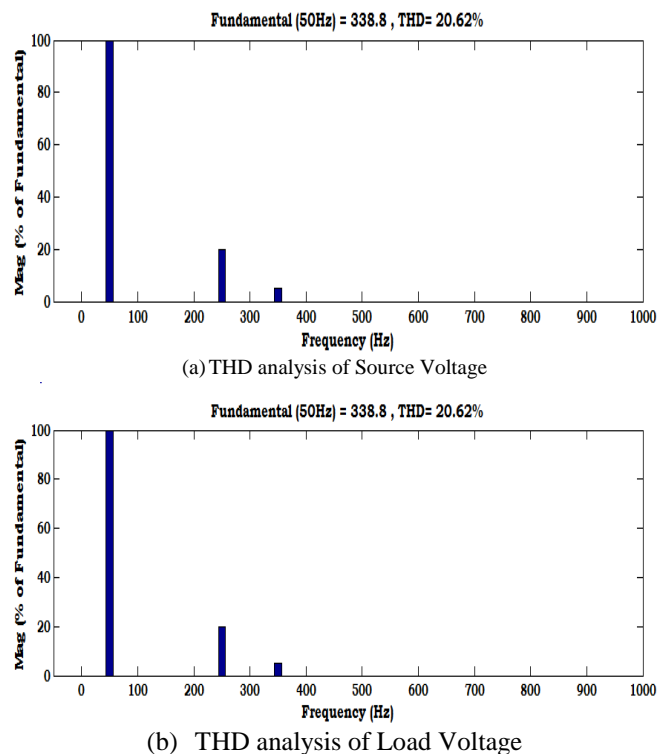 Fundamental (50Hz) = 338.8 , THD= 20.62%
Mag (% of Fundamental)
100
80
60
40
20
0
0 100 200 300 400 500 600 700 800 900 1000
Frequency (Hz)
(a) THD analysis of Source Voltage
Fundamental (50Hz) = 338.8 , THD= 20.62%
Mag (% of Fundamental)
100
80
60
40
20
0
0 100 200 300 400 500 600 700 800 900 1000
Frequency (Hz)
(b) THD analysis of Load Voltage